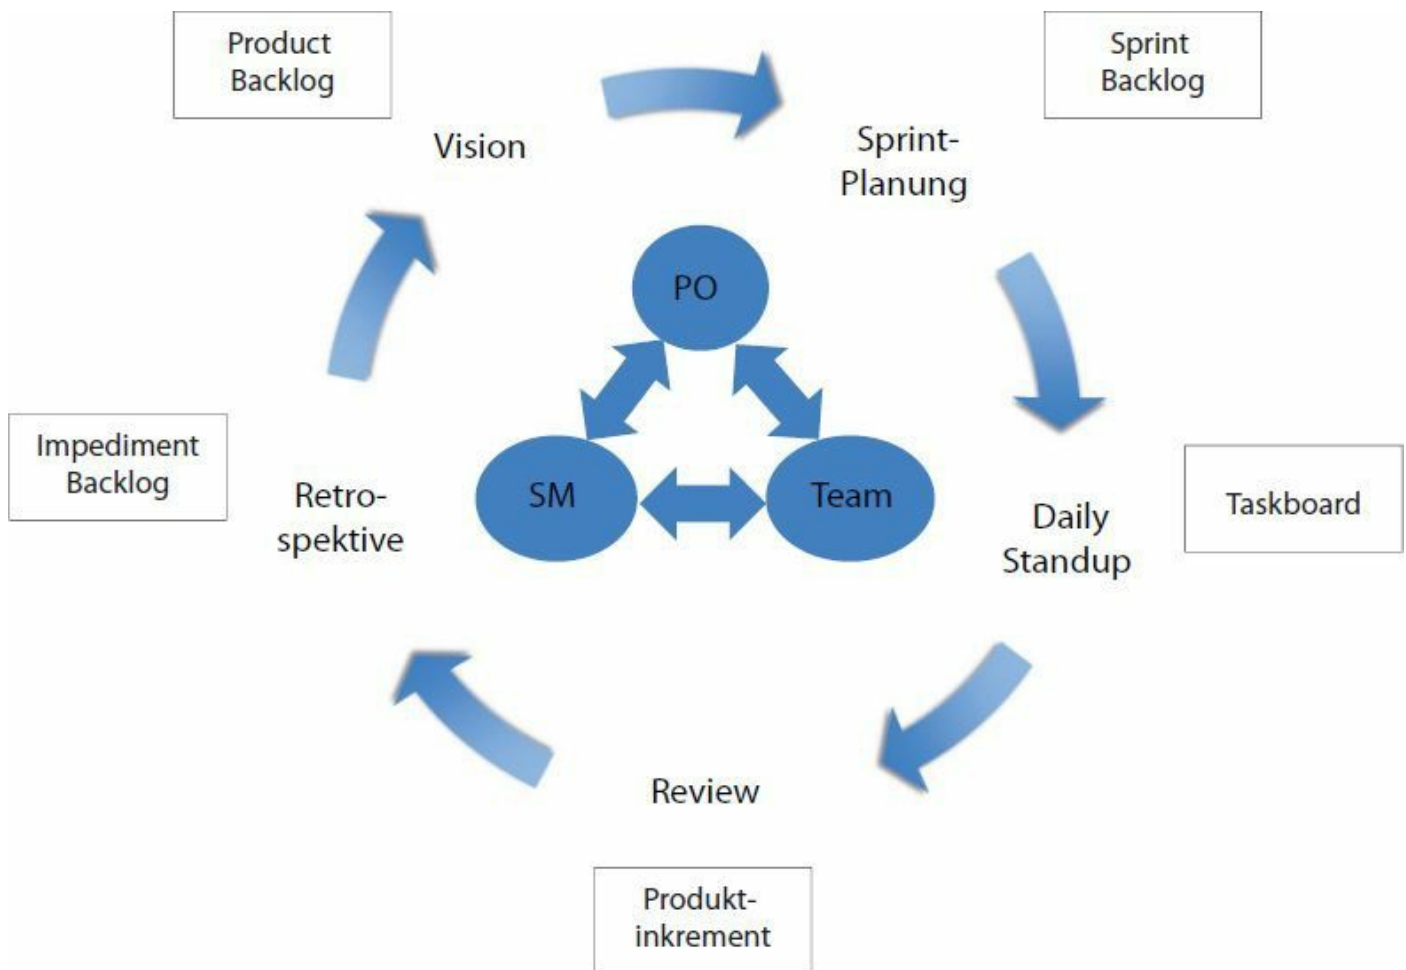 Product
Backlog
Sprint
Backlog
Vision
Sprint-
Planung
PO
Impediment
Backlog
Retro-
spektive
SM
Team
Daily
Standup
Taskboard
Review
Produkt-
inkrement